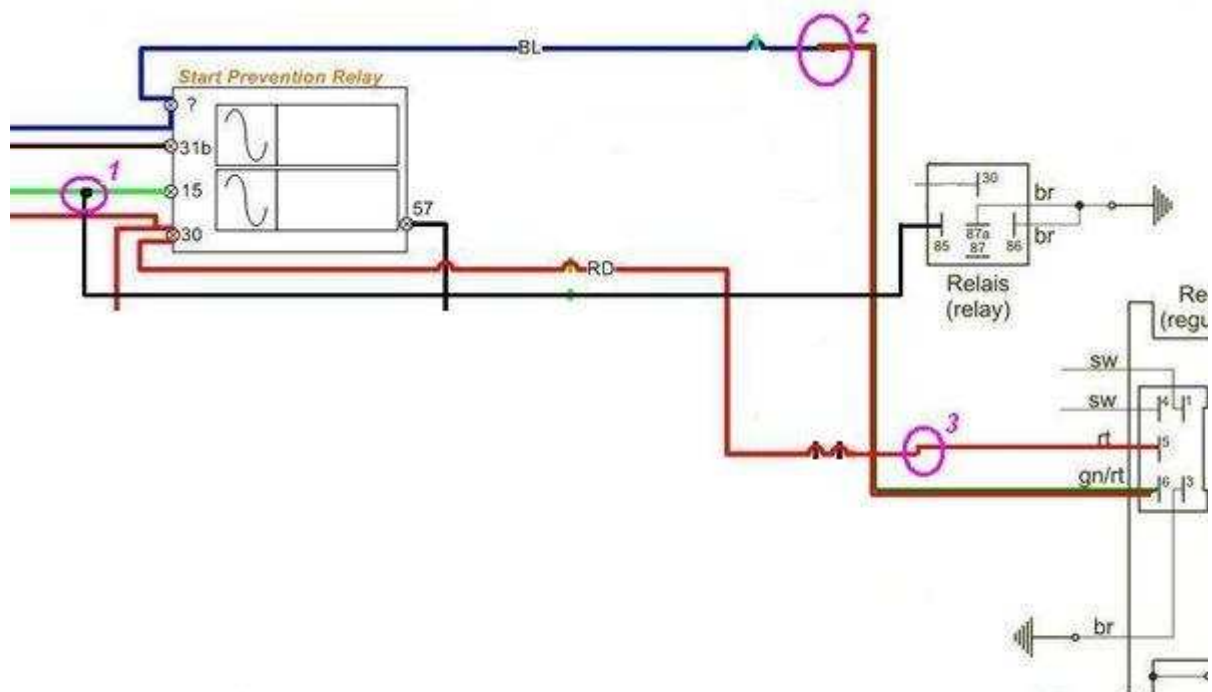 BL
2
Start Prevention Relay
?
31b
1
15
57
30
RD
30
br
87a
85
87
86
br
Relais
(relay)
Re
(regu
sw
sw
4
1
3
rt
5
gn/rt
6
3
br